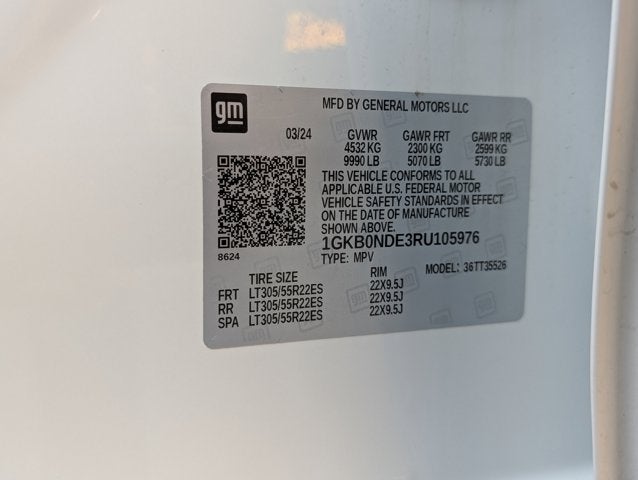 gm
MFD BY GENERAL MOTORS LLC
03/24 GVWR GAWR FRT GAWR RR
4532 KG 2300 KG 2599 KG
9990 LB 5070 LB 5730 LB
THIS VEHICLE CONFORMS TO ALL
APPLICABLE U.S. FEDERAL MOTOR
VEHICLE SAFETY STANDARDS IN EFFECT
ON THE DATE OF MANUFACTURE
SHOWN ABOVE.
1GKB0NDE3RU105976
8624
TYPE: MPV MODEL: 36TT35526
TIRE SIZE RIM
FRT LT305/55R22ES 22X9.5J
RR LT305/55R22ES 22X9.5J
SPA LT305/55R22ES 22X9.5J